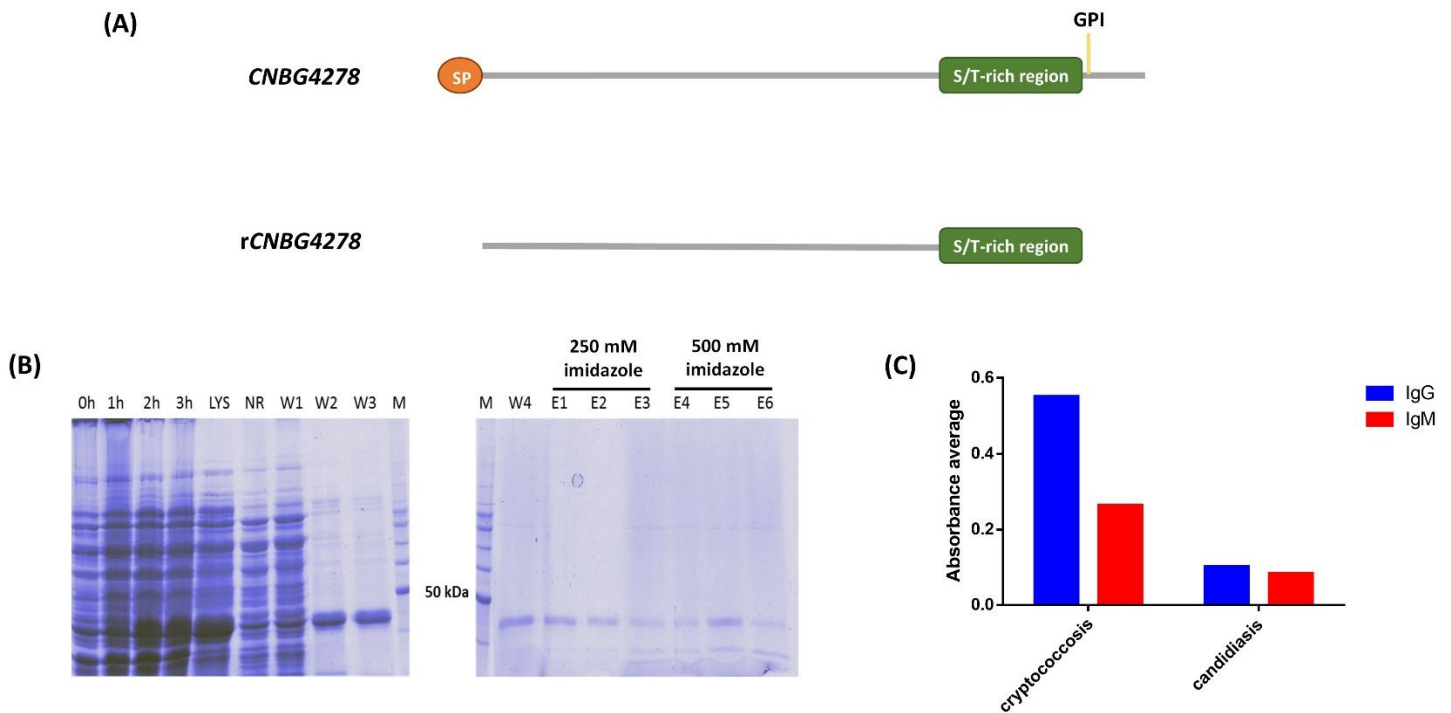 (A)
GPI
CNBG4278
SP
S/T-rich region
rCNBG4278
S/T-rich region
(B)
0h 1h 2h 3h LYS NR W1 W2 W3 M
50 kDa
250 mM
imidazole
500 mM
imidazole
M W4 E1 E2 E3 E4 E5 E6
(C)
Absorbance average
0.6
0.4
0.2
0.0
cryptococcosis
candidiasis
IgG
IgM